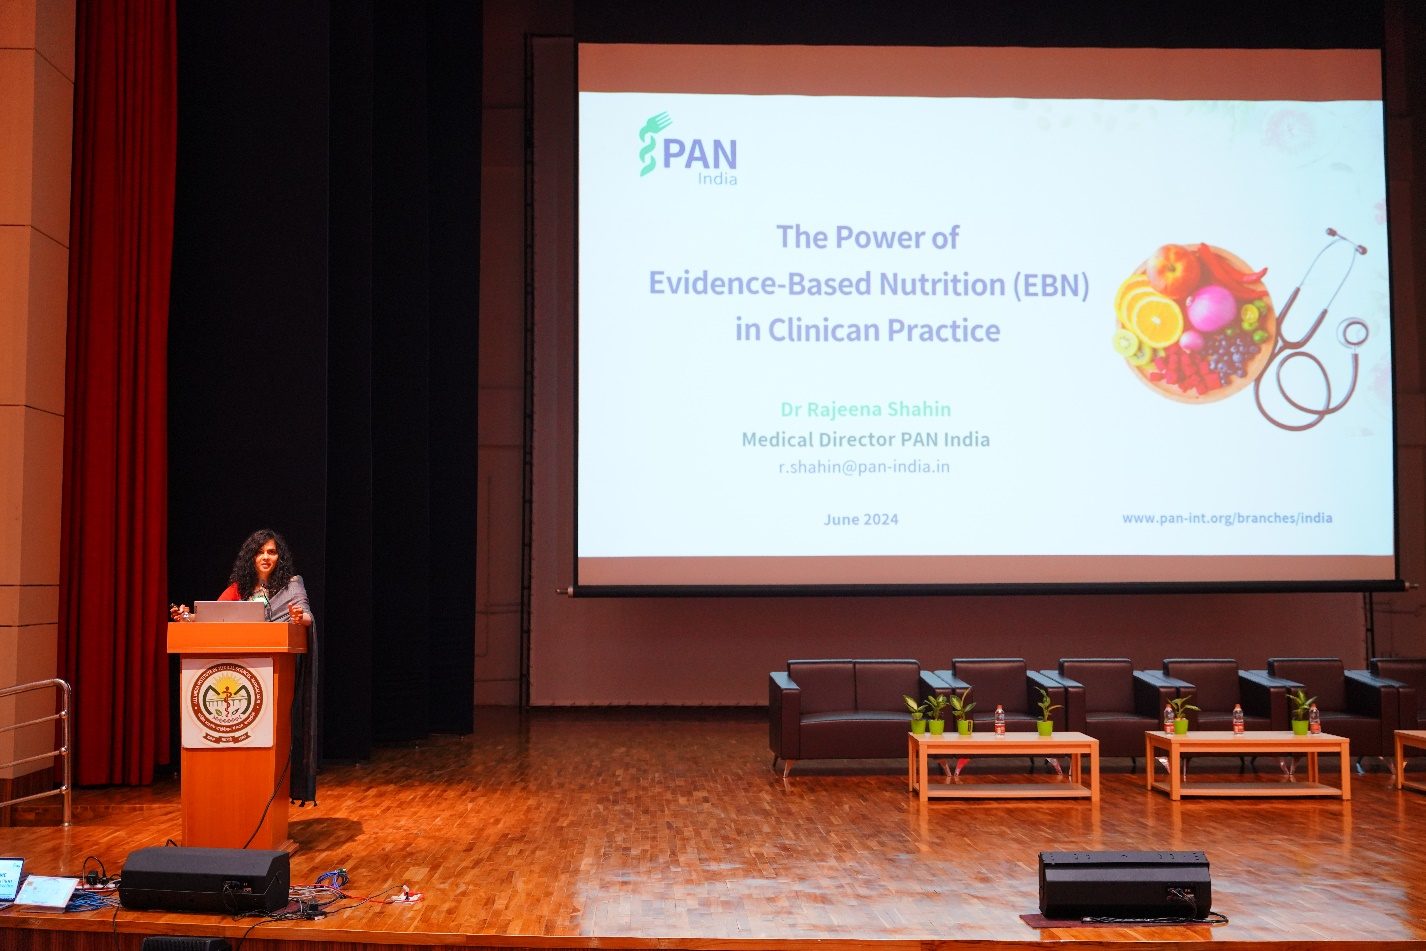 PAN
India
The Power of
Evidence-Based Nutrition (EBN)
in Clinican Practice
Dr Rajeena Shahin
Medical Director PAN India
r.shahin@pan-india.in
June 2024
www.pan-int.org/branches/india